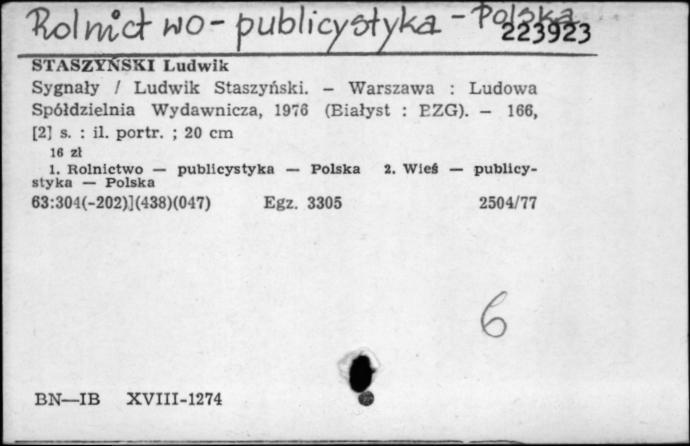 Rolnictwo - publicystyka - Polska
223923
STASZYŃSKI Ludwik
Sygnały / Ludwik Staszyński. — Warszawa : Ludowa
Spółdzielnia Wydawnicza, 1976 (Białyst : BZG). — 166,
[2] s. : il. portr. ; 20 cm
16 zł
1. Rolnictwo — publicystyka — Polska 2. Wieś — publicy-
styka — Polska
63:304(-202)](438)(047) Egz. 3305 2504/77
6
BN—IB XVIII-1274